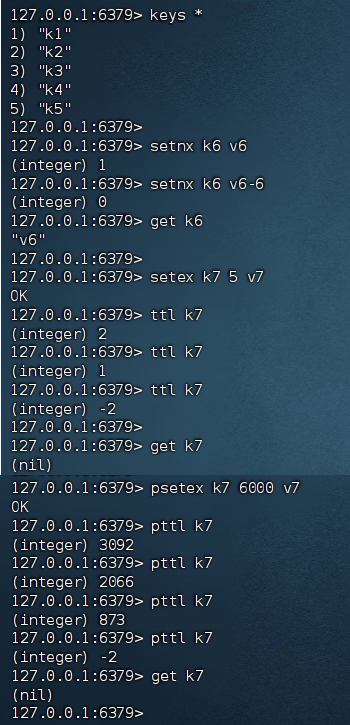 127.0.0.1:6379> keys *
1) "k1"
2) "k2"
3) "k3"
4) "k4"
5) "k5"
127.0.0.1:6379>
127.0.0.1:6379> setnx k6 v6
(integer) 1
127.0.0.1:6379> setnx k6 v6-6
(integer) 0
127.0.0.1:6379> get k6
"v6"
127.0.0.1:6379>
127.0.0.1:6379> setex k7 5 v7
OK
127.0.0.1:6379> ttl k7
(integer) 2
127.0.0.1:6379> ttl k7
(integer) 1
127.0.0.1:6379> ttl k7
(integer) -2
127.0.0.1:6379>
127.0.0.1:6379> get k7
(nil)
127.0.0.1:6379> psetex k7 6000 v7
OK
127.0.0.1:6379> pttl k7
(integer) 3092
127.0.0.1:6379> pttl k7
(integer) 2066
127.0.0.1:6379> pttl k7
(integer) 873
127.0.0.1:6379> pttl k7
(integer) -2
127.0.0.1:6379> get k7
(nil)
127.0.0.1:6379>